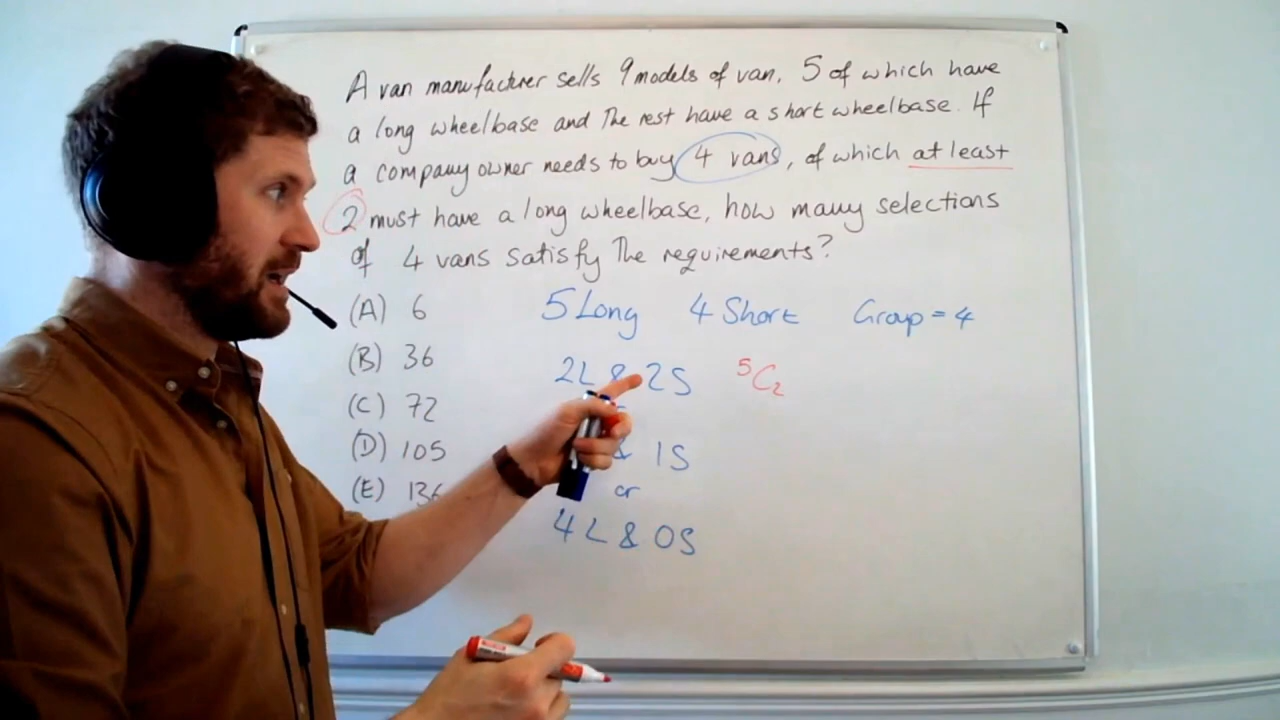 A van manufacturer sells 9 models of van, 5 of which have
a long wheelbase and the rest have a short wheelbase. If
a company owner needs to buy 4 vans, of which at least
2 must have a long wheelbase, how many selections
of 4 vans satisfy the requirements?
(A) 6 5 Long 4 Short Group = 4
(B) 36 2L & 2S ⁵C₂
(C) 72
(D) 105 & 1S
(E) 136 or
4L & 0S